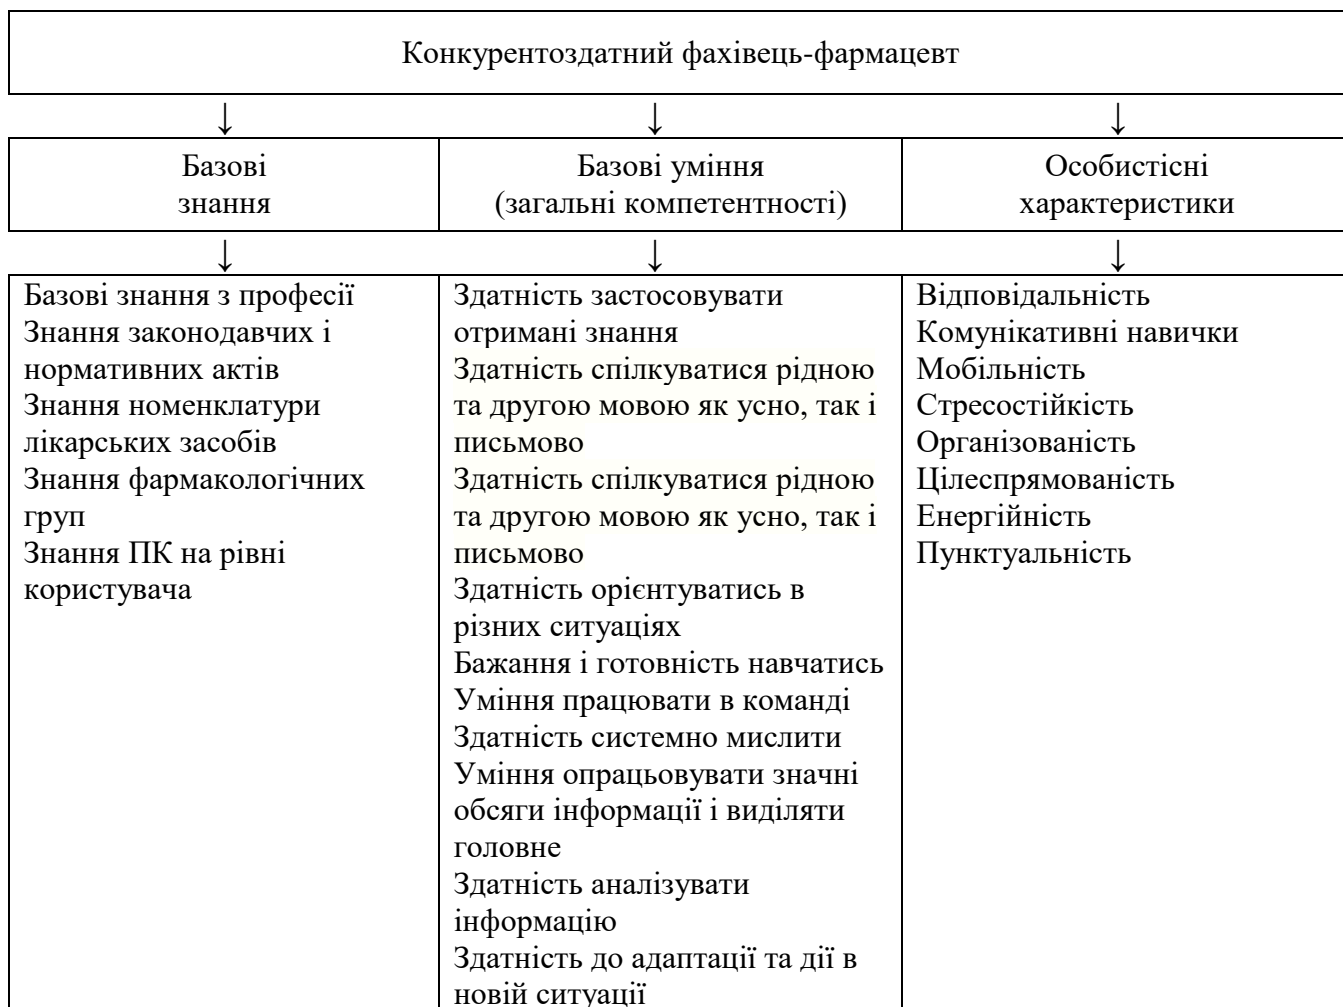 Конкурентоздатний фахівець-фармацевт
↓ ↓ ↓
Базові
знання
Базові уміння
(загальні компетентності)
Особистісні
характеристики
↓ ↓ ↓
Базові знання з професії
Знання законодавчих і
нормативних актів
Знання номенклатури
лікарських засобів
Знання фармакологічних
груп
Знання ПК на рівні
користувача
Здатність застосовувати
отримані знання
Здатність спілкуватися рідною
та другою мовою як усно, так і
письмово
Здатність спілкуватися рідною
та другою мовою як усно, так і
письмово
Здатність орієнтуватись в
різних ситуаціях
Бажання і готовність навчатись
Уміння працювати в команді
Здатність системно мислити
Уміння опрацьовувати значні
обсяги інформації і виділяти
головне
Здатність аналізувати
інформацію
Здатність до адаптації та дії в
новій ситуації
Відповідальність
Комунікативні навички
Мобільність
Стресостійкість
Організованість
Цілеспрямованість
Енергійність
Пунктуальність